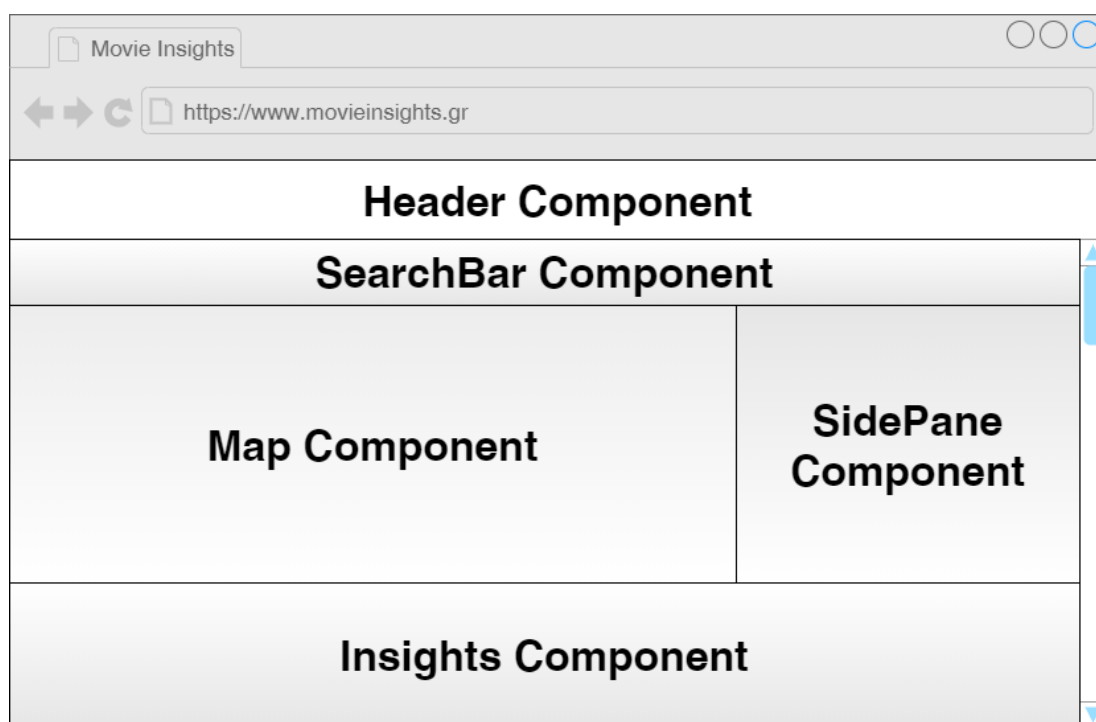 Movie Insights
https://www.movieinsights.gr
Header Component
SearchBar Component
Map Component
SidePane
Component
Insights Component